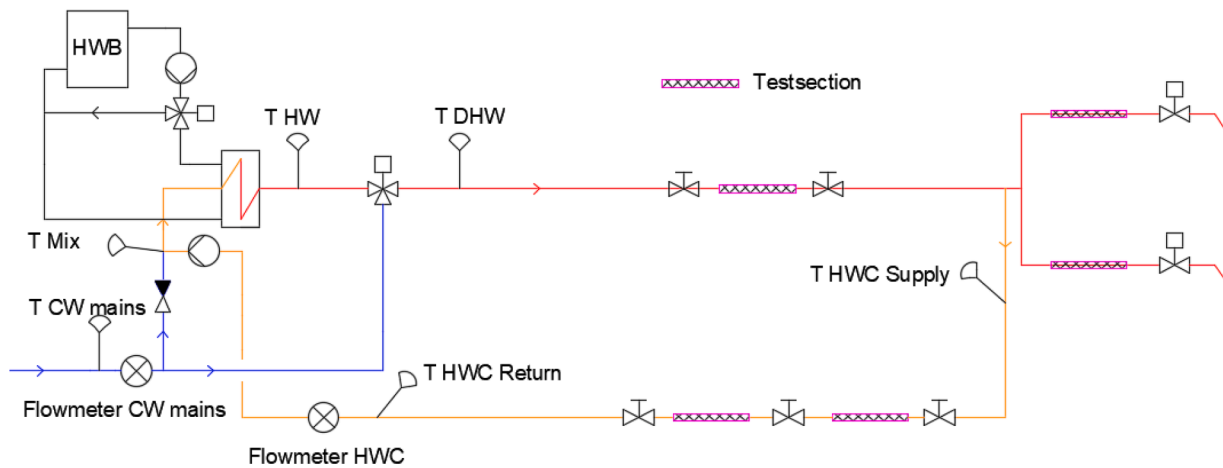 HWB
Testsection
T HW
T DHW
T Mix
T HWC Supply
T CW mains
T HWC Return
Flowmeter CW mains
Flowmeter HWC